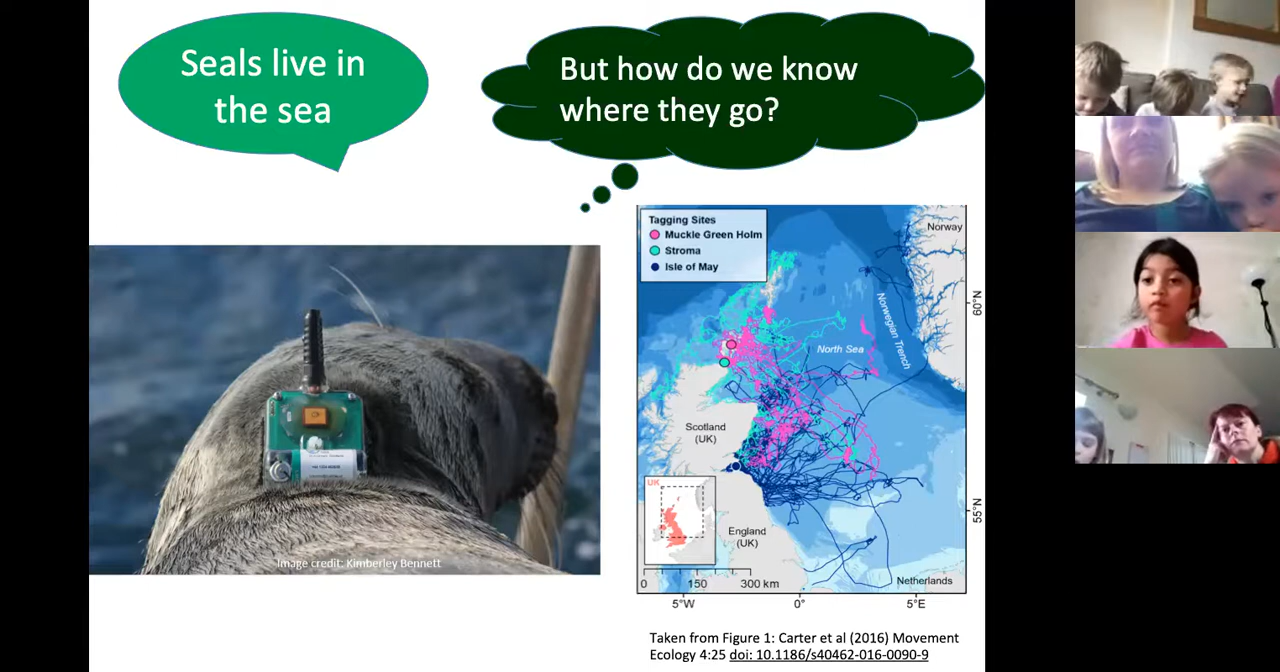 Seals live in
the sea
But how do we know
where they go?
Tagging Sites
Muckle Green Holm
Stroma
Isle of May
Norway
60°N
Norwegian Trench
North Sea
Scotland
(UK)
UK
England
(UK)
55°N
Netherlands
0 150 300 km
5°W 0° 5°E
Image credit: Kimberley Bennett
Taken from Figure 1: Carter et al (2016) Movement
Ecology 4:25 doi: 10.1186/s40462-016-0090-9